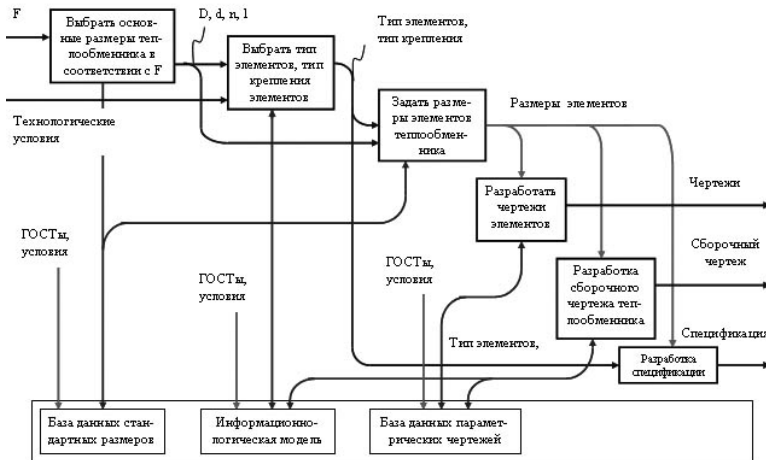 F
Выбрать основ-
ные размеры теп-
лообменника в
соответствии с F
D, d, n, l
Тип элементов,
тип крепления
Выбрать тип
элементов, тип
крепления
элементов
Технологические
условия
Задать разме-
ры элементов
теплообмен-
ника
Размеры элементов
Разработать
чертежи
элементов
Чертежи
ГОСТы,
условия
ГОСТы,
условия
ГОСТы,
условия
Разработка
сборочного
чертежа теп-
лообменника
Сборочный
чертеж
Тип элементов,
Разработка
спецификации
Спецификация
База данных стан-
дартных размеров
Информационно-
логическая модель
База данных парамет-
рических чертежей